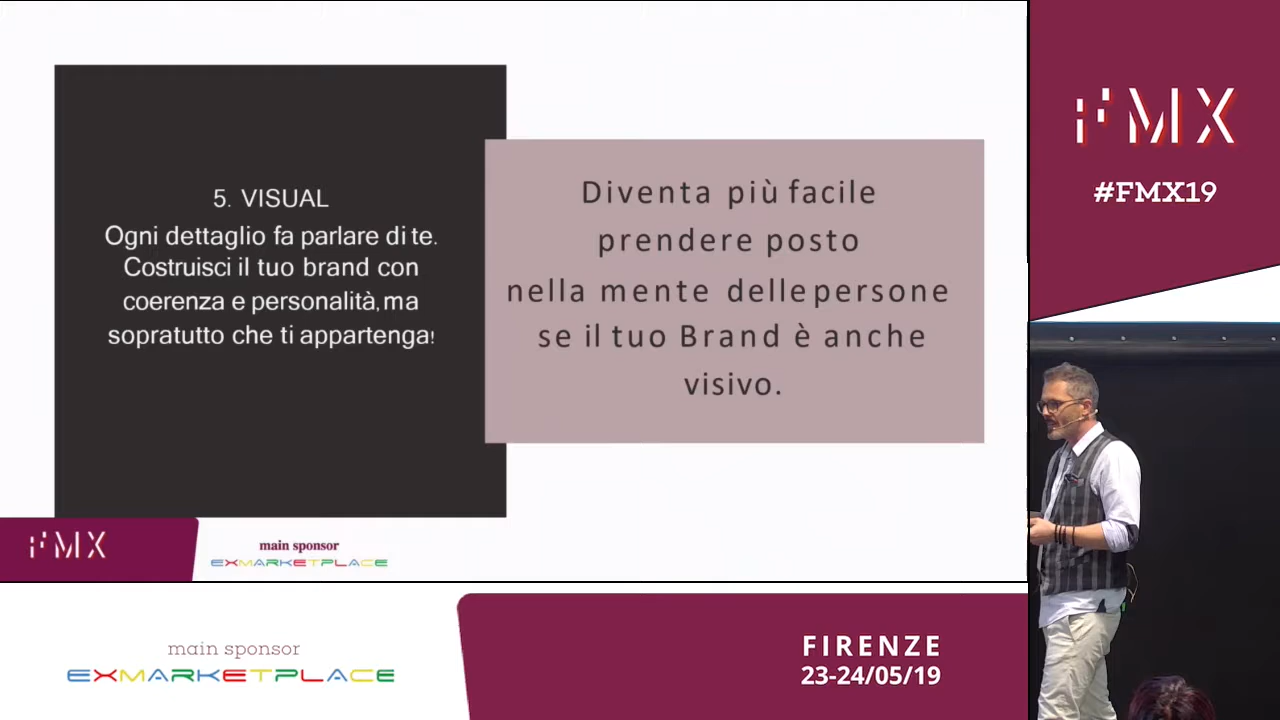 5. VISUAL
Ogni dettaglio fa parlare di te.
Costruisci il tuo brand con
coerenza e personalità, ma
sopratutto che ti appartenga!
Diventa più facile
prendere posto
nella mente delle persone
se il tuo Brand è anche
visivo.
FMX
main sponsor
EXMARKETPLACE
FMX
#FMX19
main sponsor
EXMARKETPLACE
FIRENZE
23-24/05/19